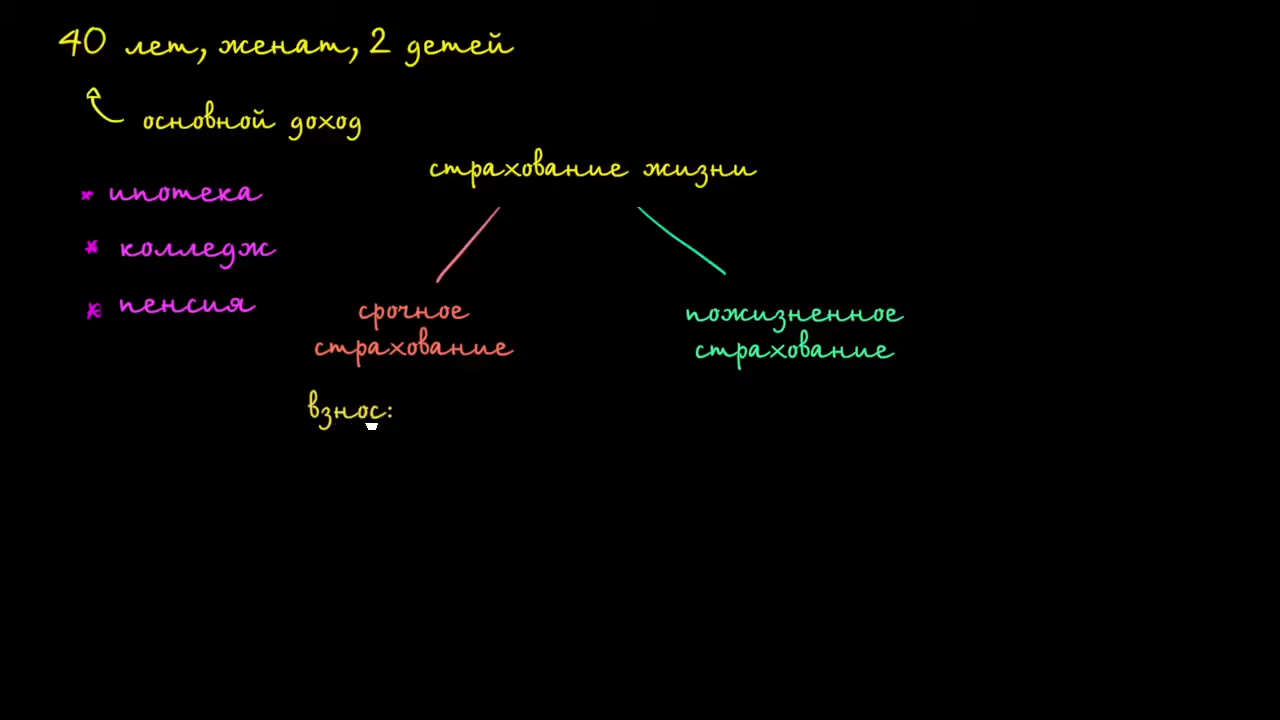 40 лет, женат, 2 детей
основной доход
страхование жизни
* ипотека
* колледж
* пенсия
срочное
страхование
пожизненное
страхование
взнос: